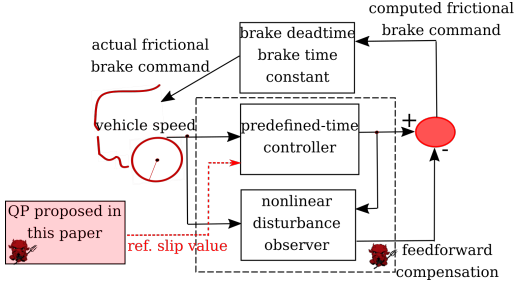 computed frictional
brake command
actual frictional
brake command
brake deadtime
brake time
constant
vehicle speed
predefined-time
controller
+
-
QP proposed in
this paper
ref. slip value
nonlinear
disturbance
observer
feedforward
compensation